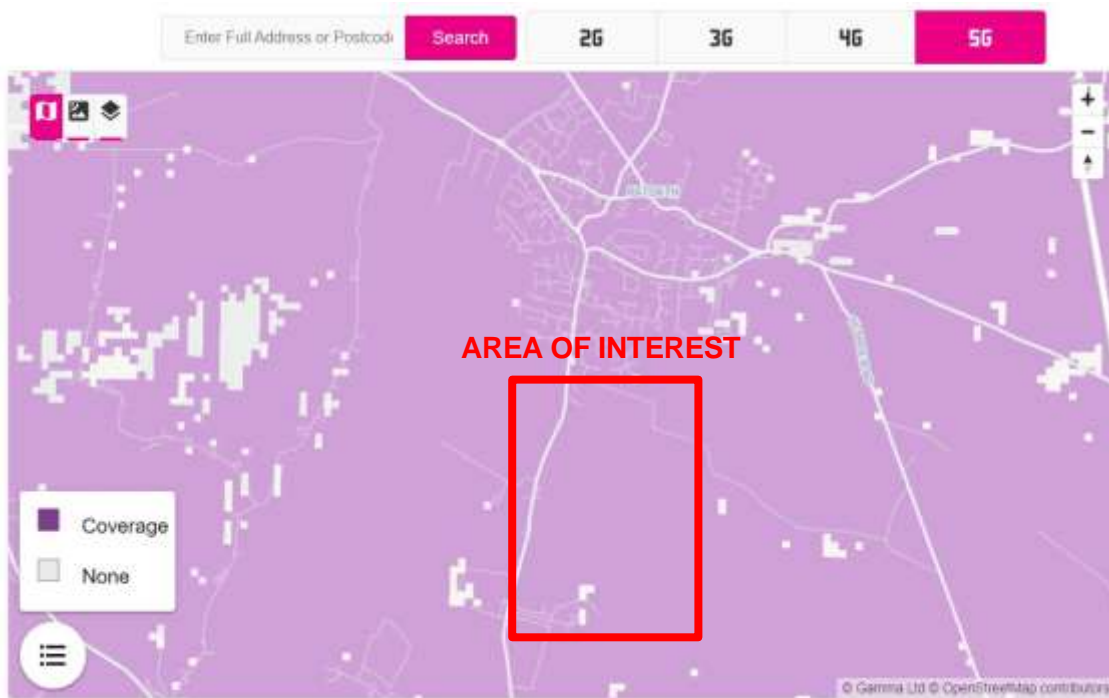 Enter Full Address or Postcode
Search
2G
3G
4G
5G
AREA OF INTEREST
Coverage
None
© Gamma Ltd © OpenStreetMap contributors